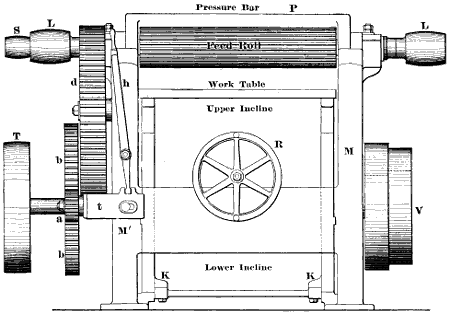 Pressure Bar P
S L L
Feed-Roll
d h
Work Table
Upper Incline
T R
b M
t V
a
M'
b
Lower Incline
K K